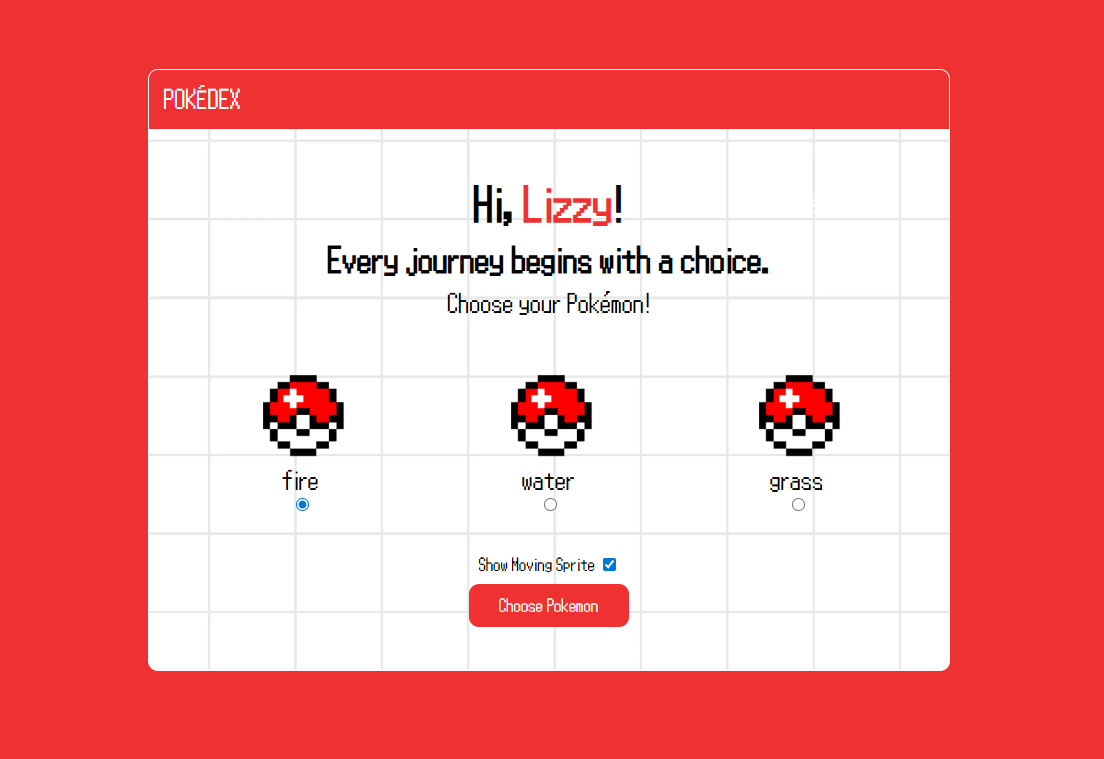 POKÉDEX
Hi, Lizzy!
Every journey begins with a choice.
Choose your Pokémon!
fire
water
grass
Show Moving Sprite
Choose Pokemon